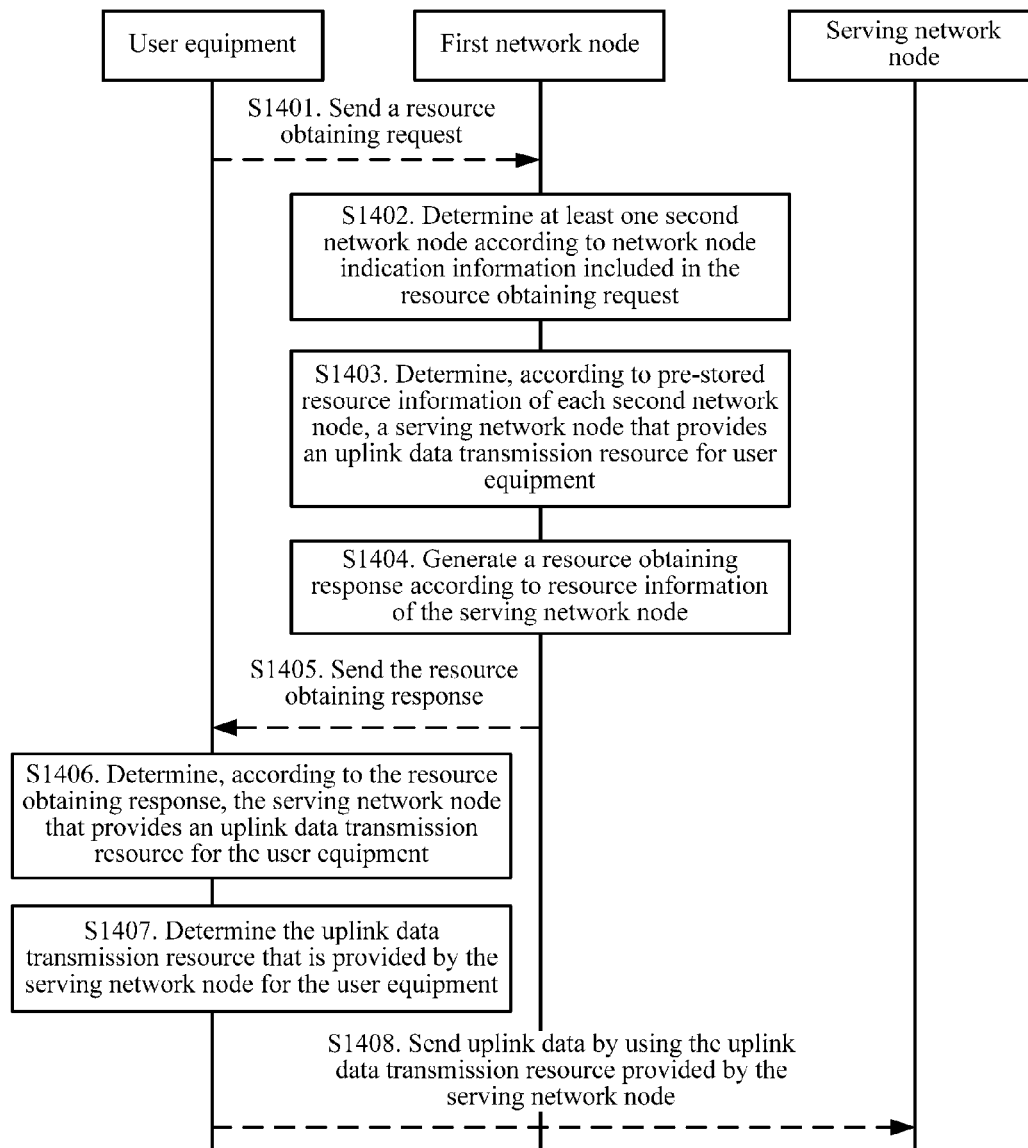 User equipment
First network node
Serving network
node
S1401. Send a resource
obtaining request
S1402. Determine at least one second
network node according to network node
indication information included in the
resource obtaining request
S1403. Determine, according to pre-stored
resource information of each second network
node, a serving network node that provides
an uplink data transmission resource for user
equipment
S1404. Generate a resource obtaining
response according to resource information
of the serving network node
S1405. Send the resource
obtaining response
S1406. Determine, according to the resource
obtaining response, the serving network node
that provides an uplink data transmission
resource for the user equipment
S1407. Determine the uplink data
transmission resource that is provided by the
serving network node for the user equipment
S1408. Send uplink data by using the uplink
data transmission resource provided by the
serving network node